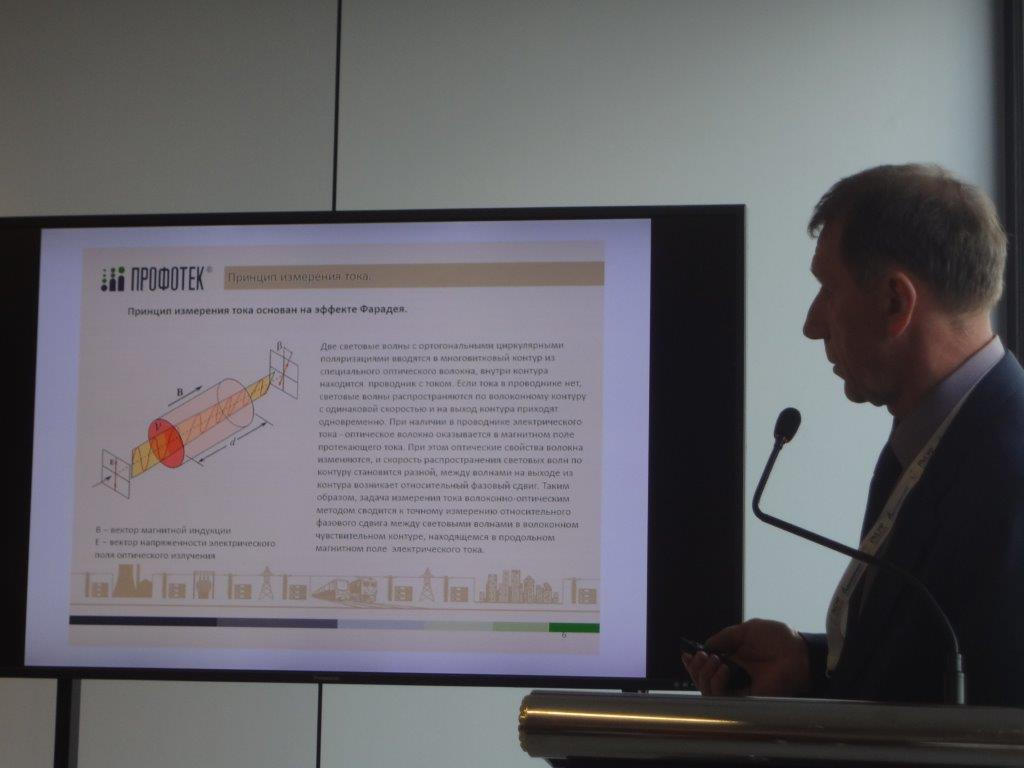 ПРОФОТЕК®
Принцип измерения тока.
Принцип измерения тока основан на эффекте Фарадея.
β
B
ν
d
E
Две световые волны с ортогональными циркулярными
поляризациями вводятся в многовитковый контур из
специального оптического волокна, внутри контура
находится проводник с током. Если тока в проводнике нет,
световые волны распространяются по волоконному контуру
с одинаковой скоростью и на выход контура приходят
одновременно. При наличии в проводнике электрического
тока - оптическое волокно оказывается в магнитном поле
протекающего тока. При этом оптические свойства волокна
изменяются, и скорость распространения световых волн по
контуру становится разной, между волнами на выходе из
контура возникает относительный фазовый сдвиг. Таким
образом, задача измерения тока волоконно-оптическим
методом сводится к точному измерению относительного
фазового сдвига между световыми волнами в волоконном
чувствительном контуре, находящемся в продольном
магнитном поле электрического тока.
B – вектор магнитной индукции
E – вектор напряженности электрического
поля оптического излучения
6
Panasonic